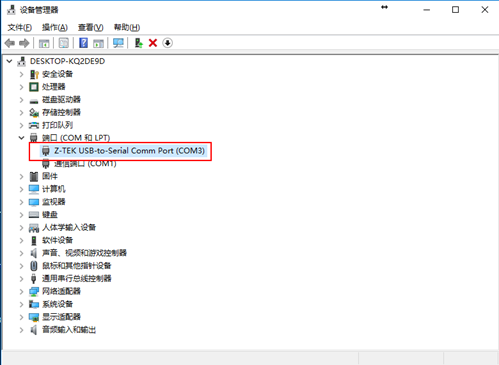 设备管理器
文件(F) 操作(A) 查看(V) 帮助(H)
DESKTOP-KQ2DE9D
安全设备
处理器
磁盘驱动器
存储控制器
打印队列
端口 (COM 和 LPT)
Z-TEK USB-to-Serial Comm Port (COM3)
通信端口 (COM1)
固件
计算机
监视器
键盘
人体学输入设备
软件设备
声音、视频和游戏控制器
鼠标和其他指针设备
通用串行总线控制器
网络适配器
系统设备
显示适配器
音频输入和输出